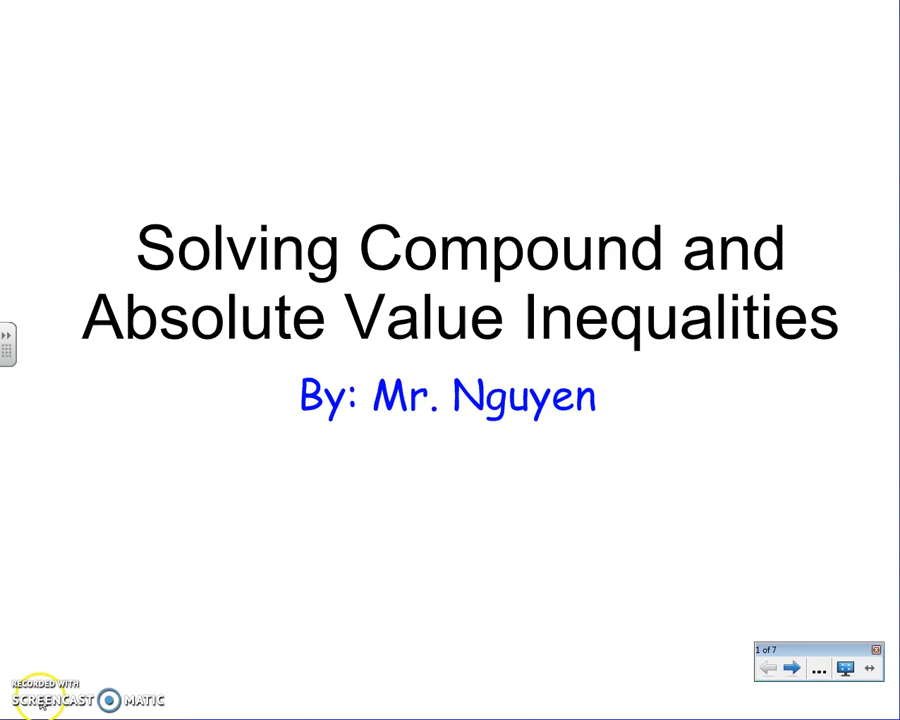 Solving Compound and
Absolute Value Inequalities
By: Mr. Nguyen
1 of 7
...
RECORDED WITH
SCREENCAST MATIC